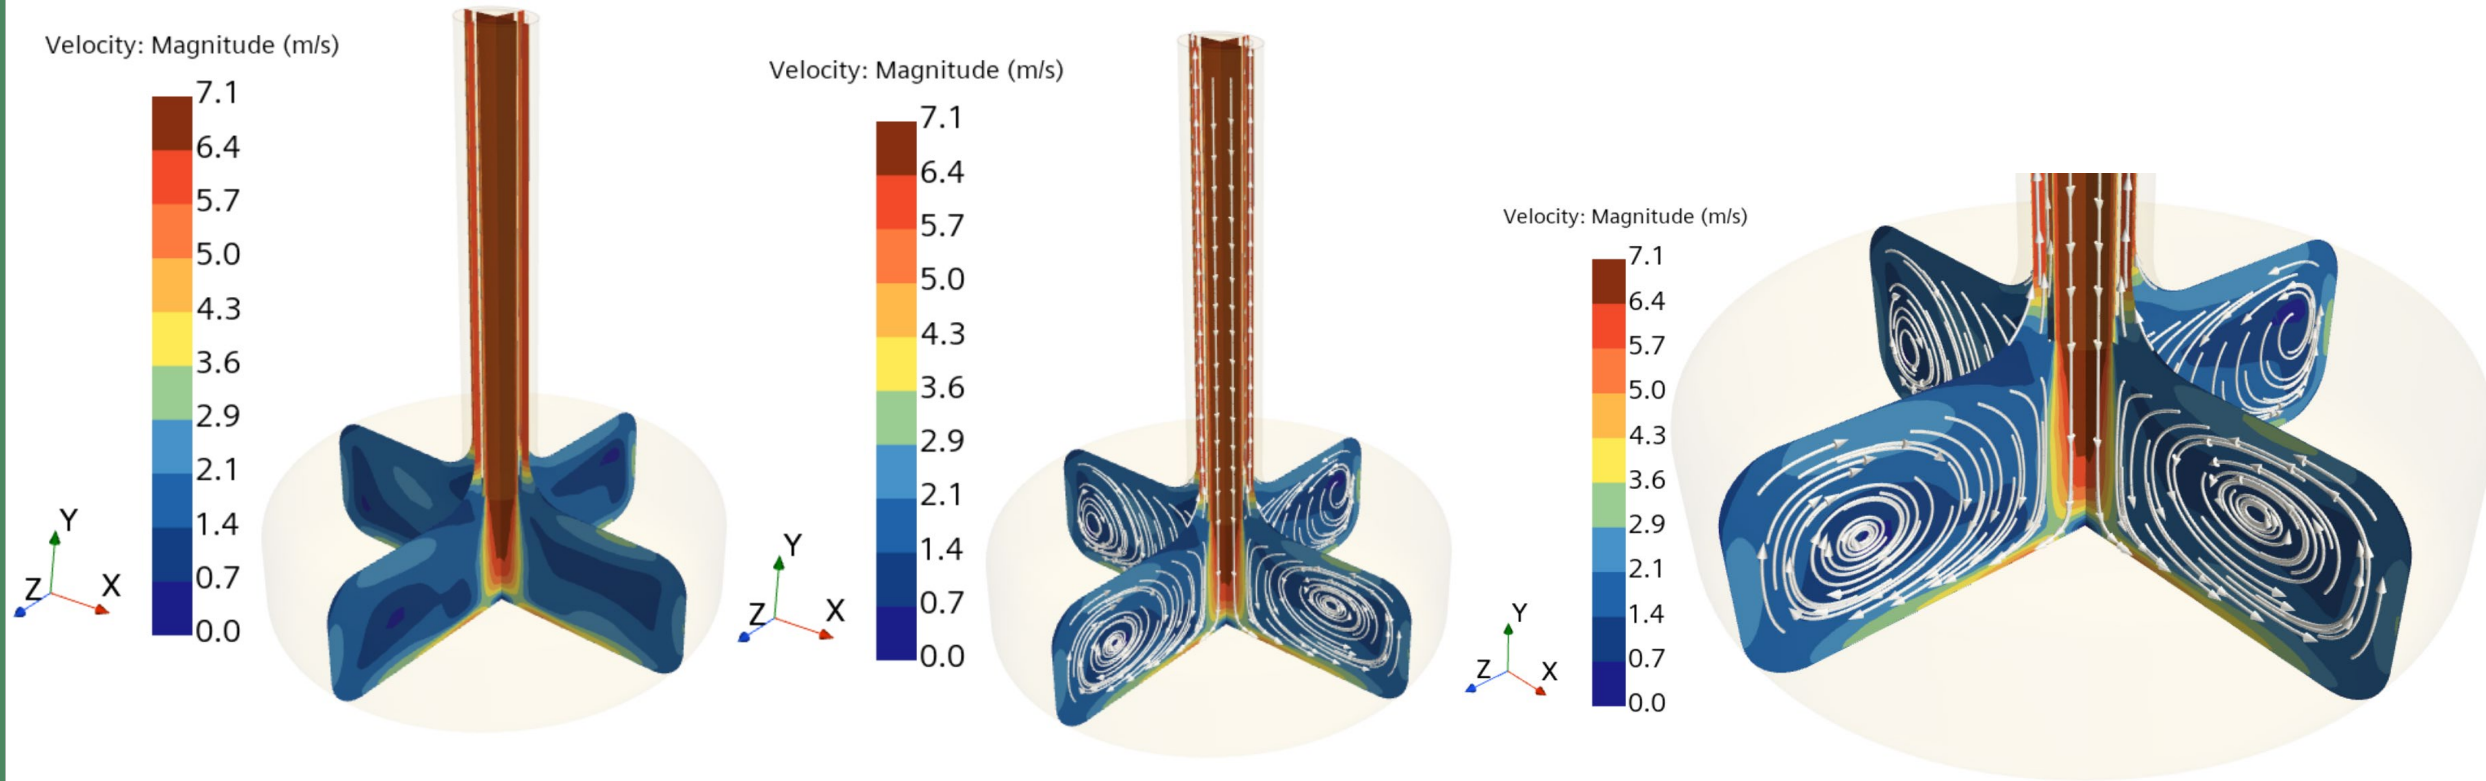 Velocity: Magnitude (m/s)
7.1
6.4
5.7
5.0
4.3
3.6
2.9
2.1
1.4
0.7
0.0
Y
Z
X
Velocity: Magnitude (m/s)
7.1
6.4
5.7
5.0
4.3
3.6
2.9
2.1
1.4
0.7
0.0
Y
Z
X
Velocity: Magnitude (m/s)
7.1
6.4
5.7
5.0
4.3
3.6
2.9
2.1
1.4
0.7
0.0
Y
Z
X